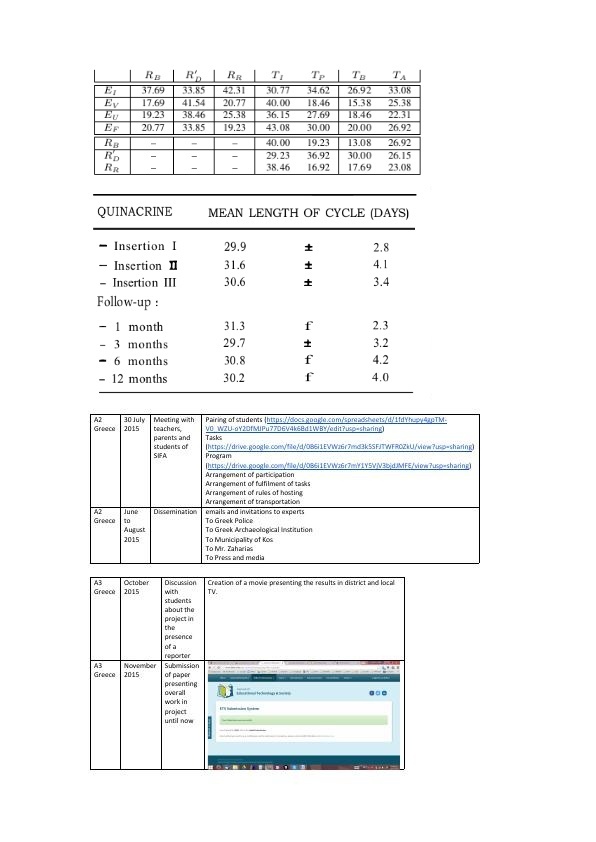 R_B R'_D R_R T_I T_P T_B T_A
E_I 37.69 33.85 42.31 30.77 34.62 26.92 33.08
E_V 17.69 41.54 20.77 40.00 18.46 15.38 25.38
E_U 19.23 38.46 25.38 36.15 27.69 18.46 22.31
E_F 20.77 33.85 19.23 43.08 30.00 20.00 26.92
R_B – – – 40.00 19.23 13.08 26.92
R'_D – – – 29.23 36.92 30.00 26.15
R_R – – – 38.46 16.92 17.69 23.08
QUINACRINE MEAN LENGTH OF CYCLE (DAYS)
– Insertion I 29.9 ± 2.8
– Insertion II 31.6 ± 4.1
– Insertion III 30.6 ± 3.4
Follow-up :
– 1 month 31.3 f 2.3
– 3 months 29.7 ± 3.2
– 6 months 30.8 f 4.2
– 12 months 30.2 f 4.0
A2
Greece
30 July
2015
Meeting with
teachers,
parents and
students of
SIFA
Pairing of students (https://docs.google.com/spreadsheets/d/1fdYhupy4gpTM-
V0_WZU-oY2DfMJPu77D6V4k6Bd1WBY/edit?usp=sharing)
Tasks
(https://drive.google.com/file/d/0B6i1EVWz6r7md3k5SFJTWFR0ZkU/view?usp=sharing)
Program
(https://drive.google.com/file/d/0B6i1EVWz6r7mY1Y5VjV3bjdJMFE/view?usp=sharing)
Arrangement of participation
Arrangement of fulfilment of tasks
Arrangement of rules of hosting
Arrangement of transportation
A2
Greece
June
to
August
2015
Dissemination
emails and invitations to experts
To Greek Police
To Greek Archaeological Institution
To Municipality of Kos
To Mr. Zaharias
To Press and media
A3
Greece
October
2015
Discussion
with
students
about the
project in
the
presence
of a
reporter
Creation of a movie presenting the results in district and local
TV.
A3
Greece
November
2015
Submission
of paper
presenting
overall
work in
project
until now
Educational Technology & Society
ETS Submission System